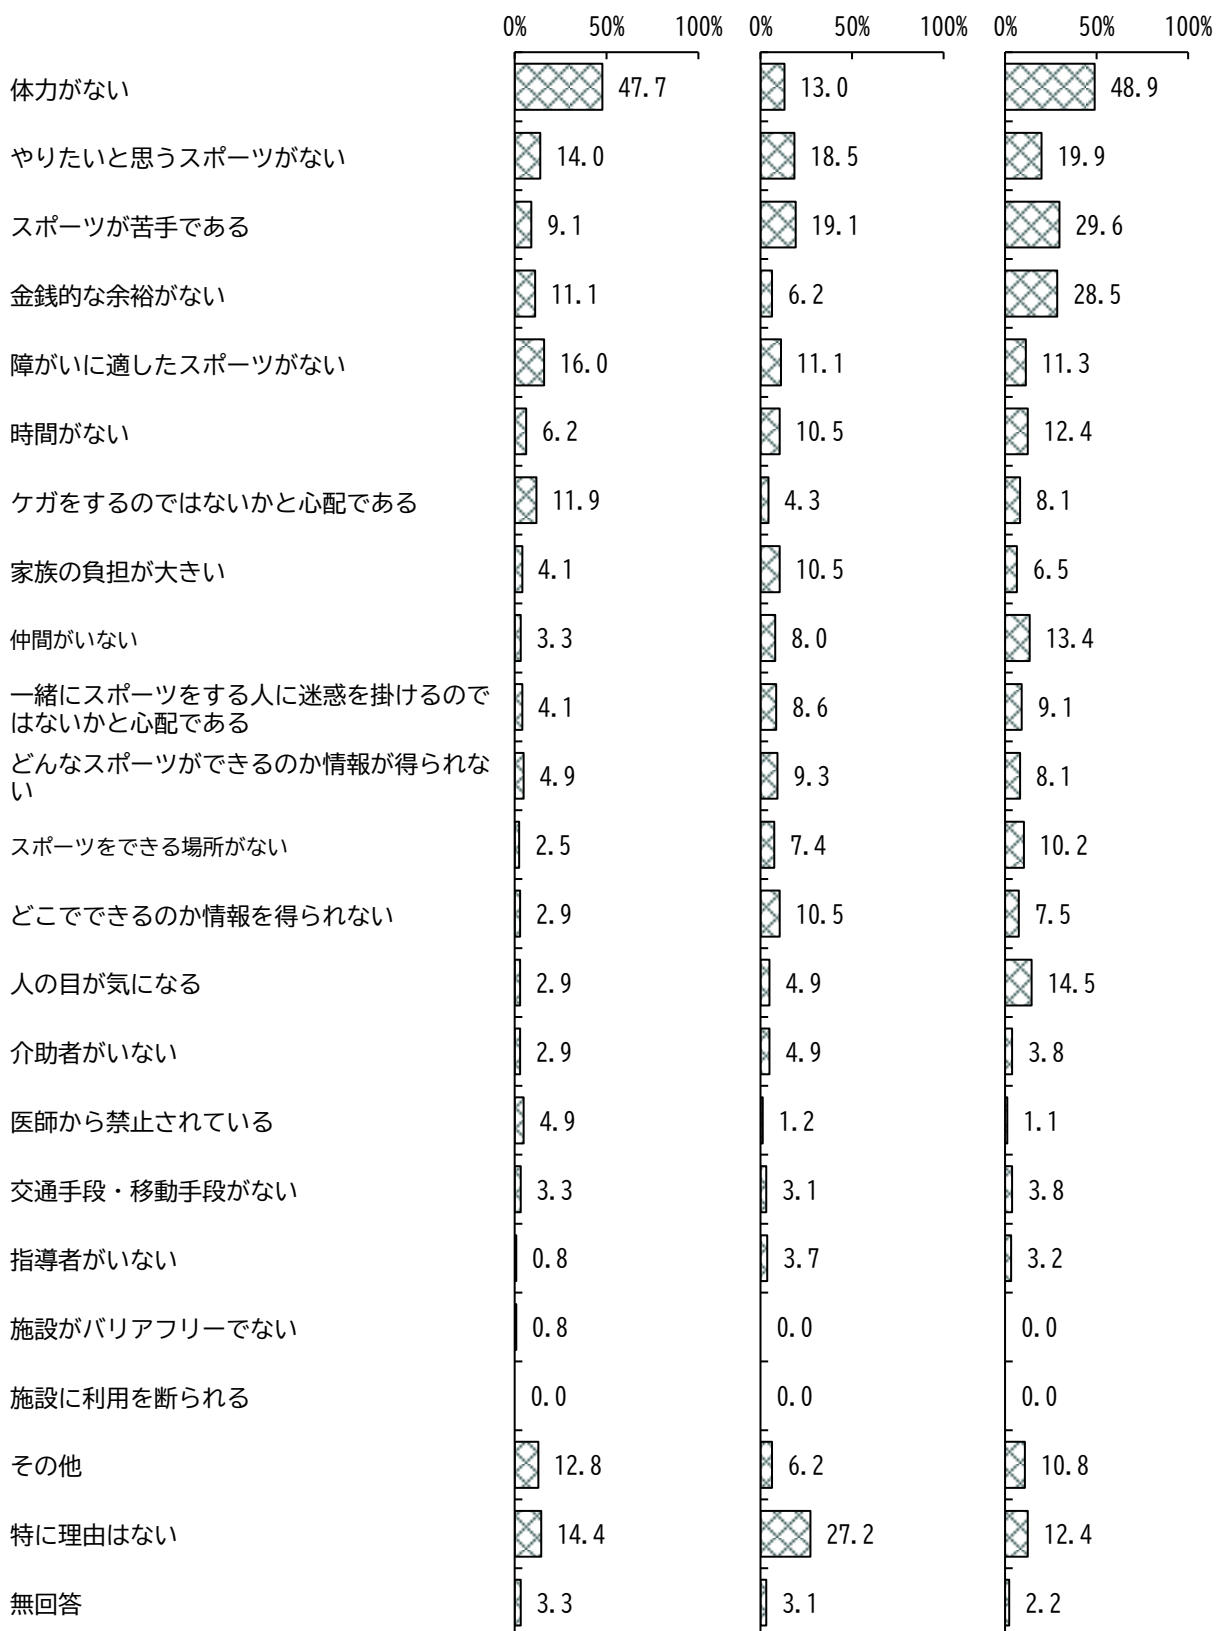 0% 50% 100% 0% 50% 100% 0% 50% 100%
体力がない 47.7 13.0 48.9
やりたいと思うスポーツがない 14.0 18.5 19.9
スポーツが苦手である 9.1 19.1 29.6
金銭的な余裕がない 11.1 6.2 28.5
障がいに適したスポーツがない 16.0 11.1 11.3
時間がない 6.2 10.5 12.4
ケガをするのではないかと心配である 11.9 4.3 8.1
家族の負担が大きい 4.1 10.5 6.5
仲間がいない 3.3 8.0 13.4
一緒にスポーツをする人に迷惑を掛けるので
はないかと心配である 4.1 8.6 9.1
どんなスポーツができるのか情報が得られな
い 4.9 9.3 8.1
スポーツをできる場所がない 2.5 7.4 10.2
どこでできるのか情報を得られない 2.9 10.5 7.5
人の目が気になる 2.9 4.9 14.5
介助者がいない 2.9 4.9 3.8
医師から禁止されている 4.9 1.2 1.1
交通手段・移動手段がない 3.3 3.1 3.8
指導者がいない 0.8 3.7 3.2
施設がバリアフリーでない 0.8 0.0 0.0
施設に利用を断られる 0.0 0.0 0.0
その他 12.8 6.2 10.8
特に理由はない 14.4 27.2 12.4
無回答 3.3 3.1 2.2